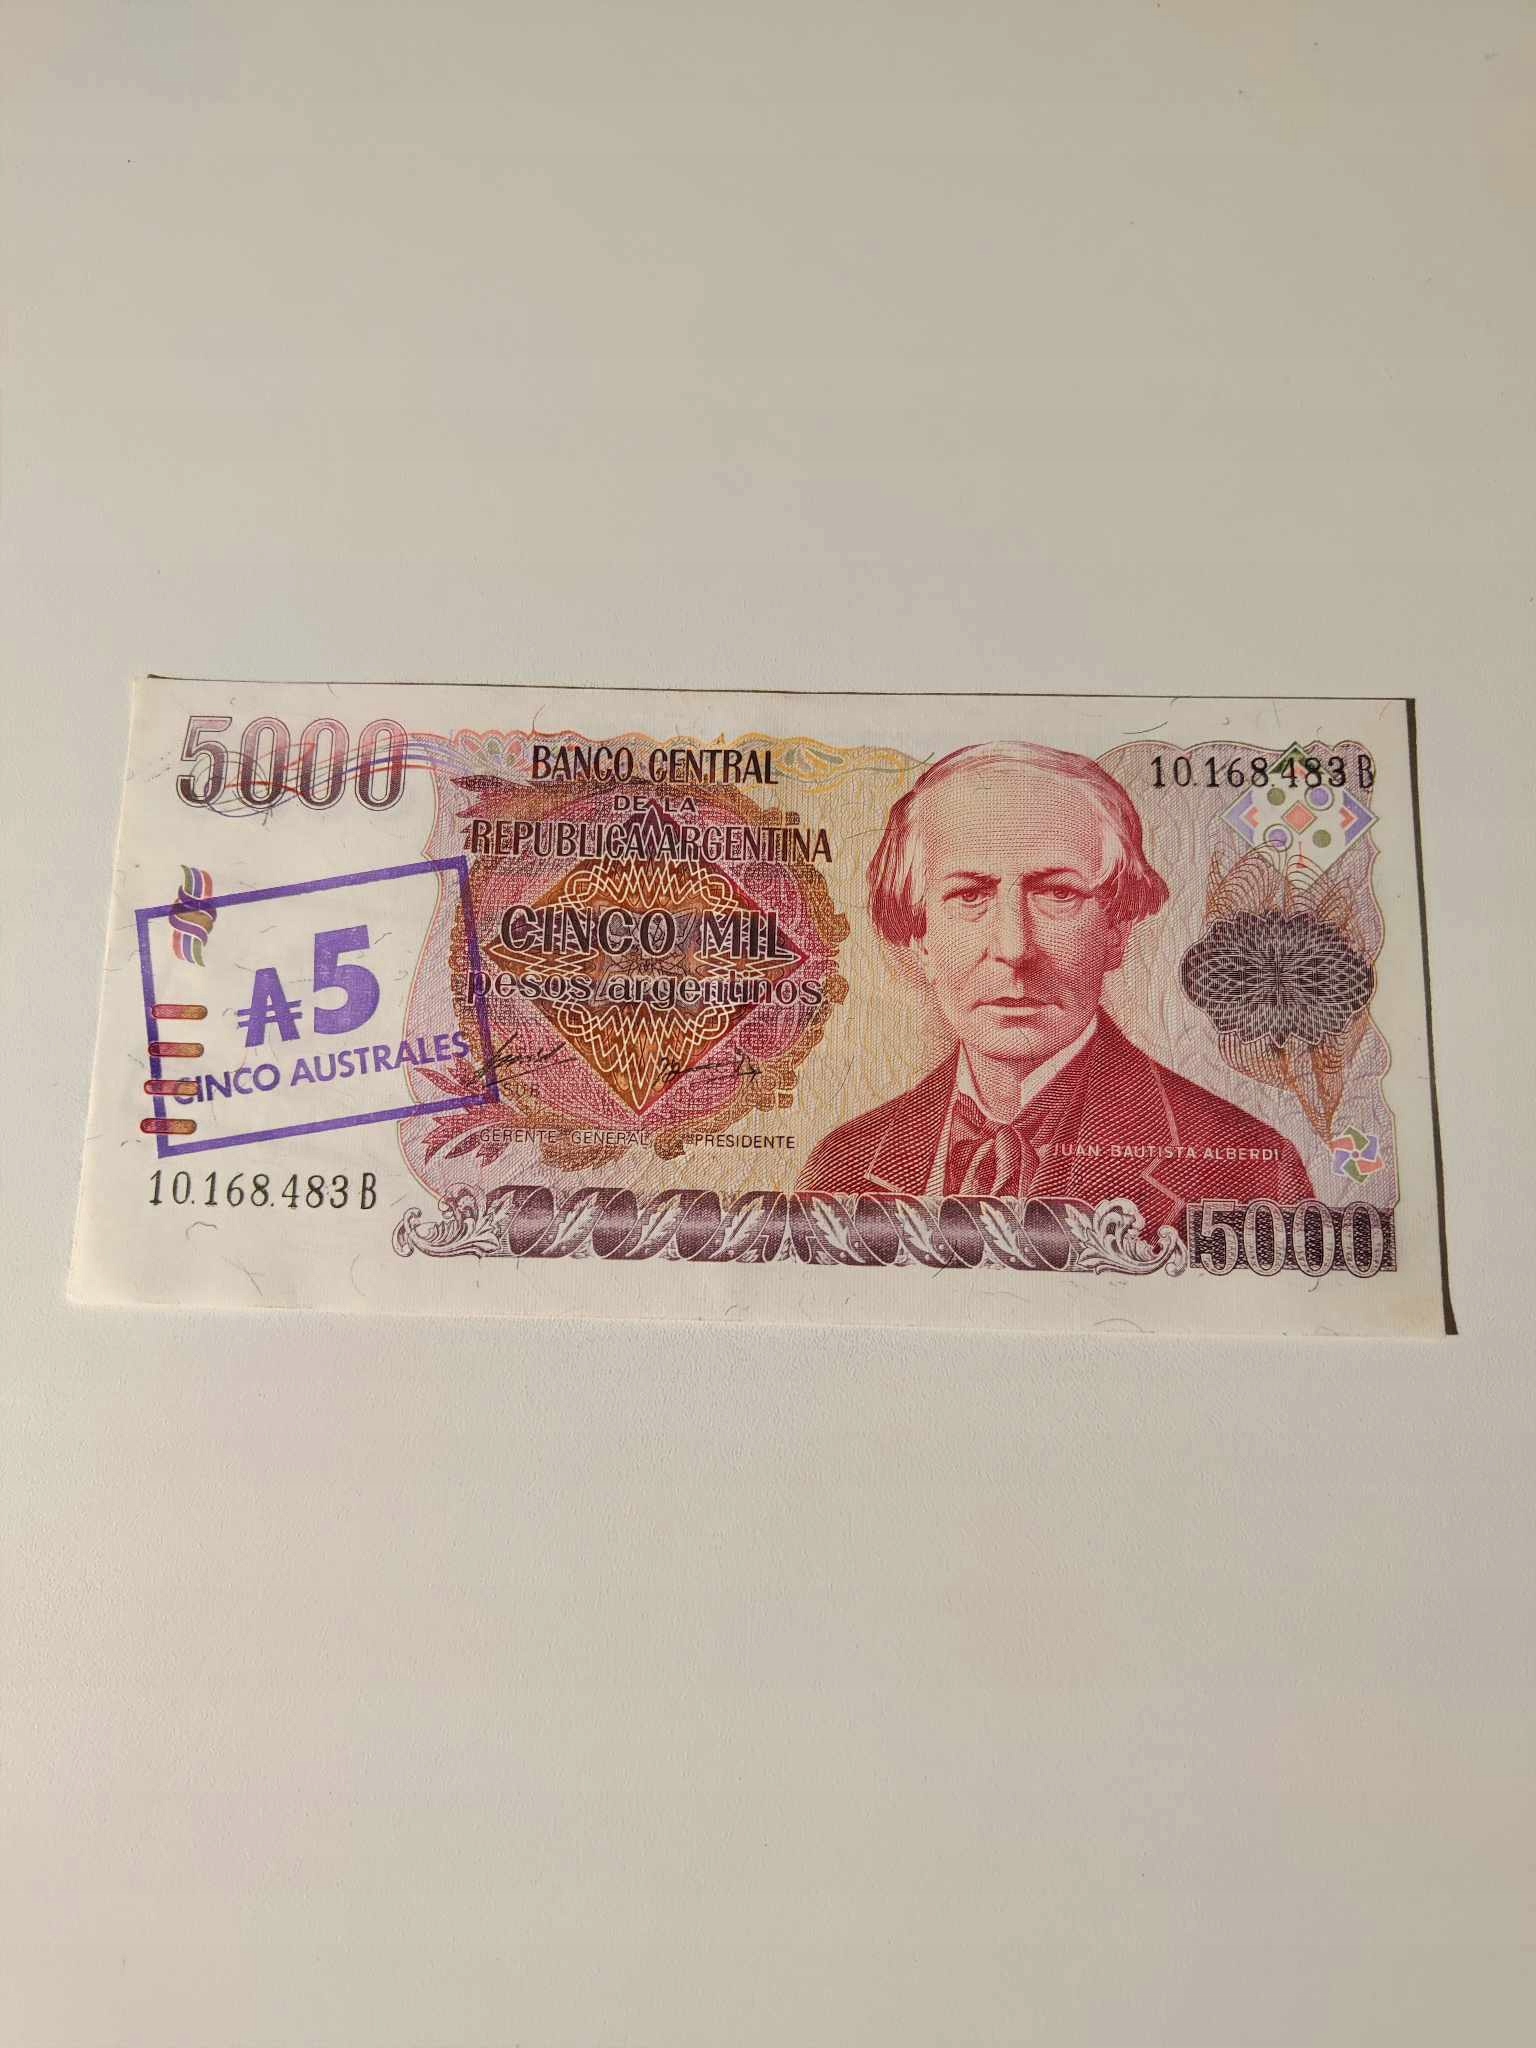 5000
BANCO CENTRAL
DE LA
REPUBLICA ARGENTINA
10.168.483 B
CINCO MIL
pesos argentinos
₳5
CINCO AUSTRALES
SUB
GERENTE GENERAL
PRESIDENTE
JUAN BAUTISTA ALBERDI
10.168.483 B
5000